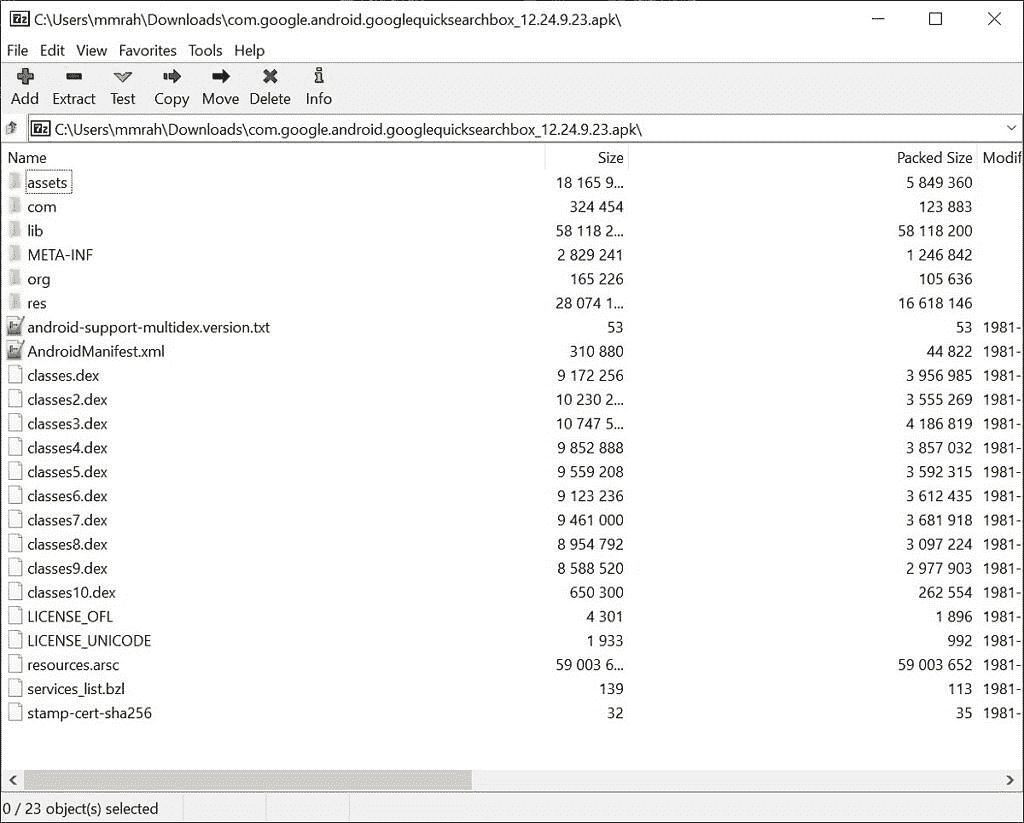 C:\Users\mmrah\Downloads\com.google.android.googlequicksearchbox_12.24.9.23.apk\
File Edit View Favorites Tools Help
Add Extract Test Copy Move Delete Info
C:\Users\mmrah\Downloads\com.google.android.googlequicksearchbox_12.24.9.23.apk\
Name Size Packed Size Modif
assets 18 165 9... 5 849 360
com 324 454 123 883
lib 58 118 2... 58 118 200
META-INF 2 829 241 1 246 842
org 165 226 105 636
res 28 074 1... 16 618 146
android-support-multidex.version.txt 53 53 1981-
AndroidManifest.xml 310 880 44 822 1981-
classes.dex 9 172 256 3 956 985 1981-
classes2.dex 10 230 2... 3 555 269 1981-
classes3.dex 10 747 5... 4 186 819 1981-
classes4.dex 9 852 888 3 857 032 1981-
classes5.dex 9 559 208 3 592 315 1981-
classes6.dex 9 123 236 3 612 435 1981-
classes7.dex 9 461 000 3 681 918 1981-
classes8.dex 8 954 792 3 097 224 1981-
classes9.dex 8 588 520 2 977 903 1981-
classes10.dex 650 300 262 554 1981-
LICENSE_OFL 4 301 1 896 1981-
LICENSE_UNICODE 1 933 992 1981-
resources.arsc 59 003 6... 59 003 652 1981-
services_list.bzl 139 113 1981-
stamp-cert-sha256 32 35 1981-
0 / 23 object(s) selected